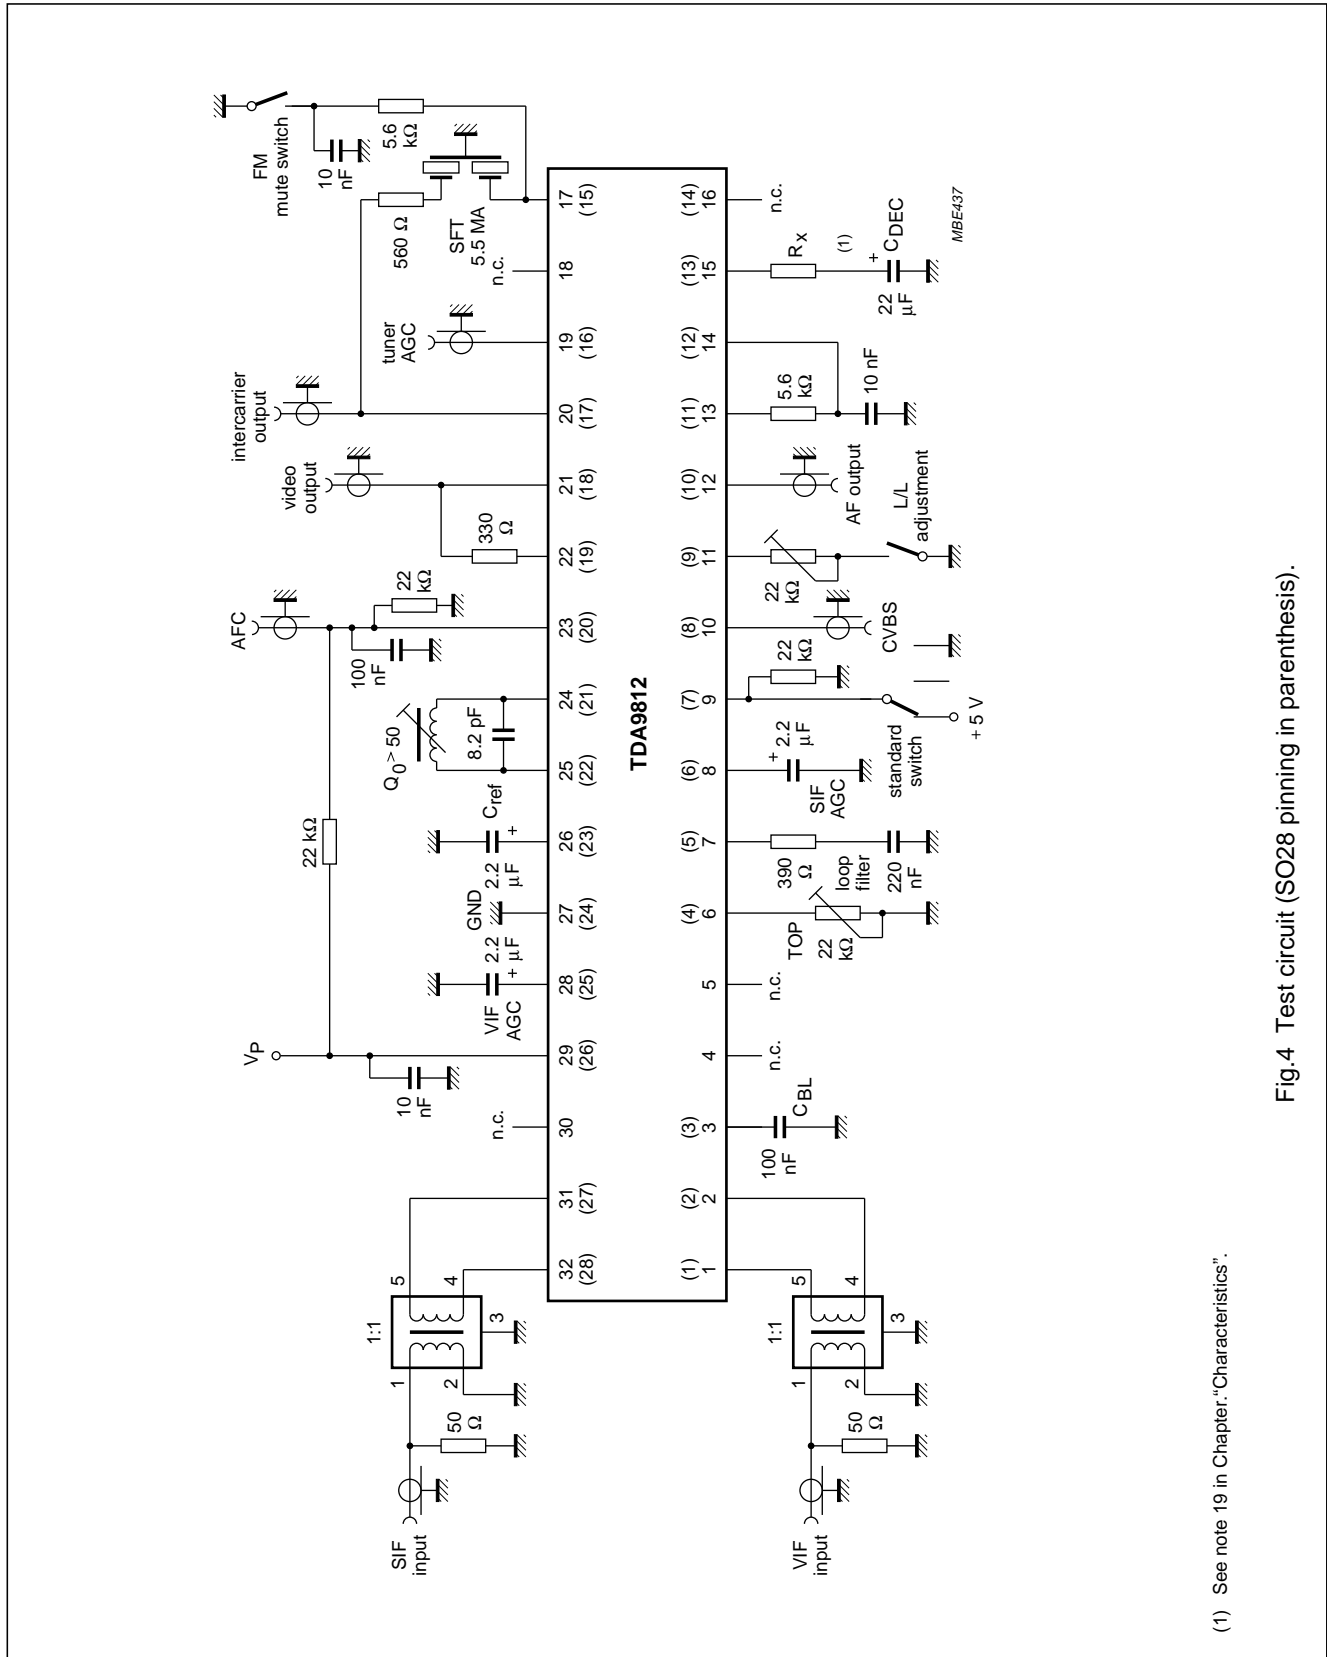 FM
mute switch
10
nF
5.6
kΩ
560 Ω
SFT
5.5 MA
n.c.
tuner
AGC
intercarrier
output
video
output
330
Ω
AFC
22
kΩ
100
nF
22 kΩ
Q0 > 50
8.2 pF
Cref
2.2
µF
+
GND
2.2
µF
+
VIF
AGC
VP
10
nF
n.c.
1:1
5
4
3
1
2
50
Ω
SIF
input
32
(28)
31
(27)
30
29
(26)
28
(25)
27
(24)
26
(23)
25
(22)
24
(21)
23
(20)
22
(19)
21
(18)
20
(17)
19
(16)
18
17
(15)
TDA9812
(1)
1
(2)
2
(3)
3
4
5
(4)
6
(5)
7
(6)
8
(7)
9
(8)
10
(9)
11
(10)
12
(11)
13
(12)
14
(13)
15
(14)
16
1:1
5
4
3
1
2
50
Ω
VIF
input
100
nF
CBL
n.c.
n.c.
TOP
22
kΩ
390
Ω
loop
filter
220
nF
+
2.2
µF
SIF
AGC
22
kΩ
standard
switch
+ 5 V
CVBS
22
kΩ
L/L
adjustment
AF output
5.6
kΩ
10 nF
Rx
(1)
+
CDEC
22
µF
n.c.
MBE437
(1) See note 19 in Chapter.“Characteristics”.
Fig.4 Test circuit (SO28 pinning in parenthesis).